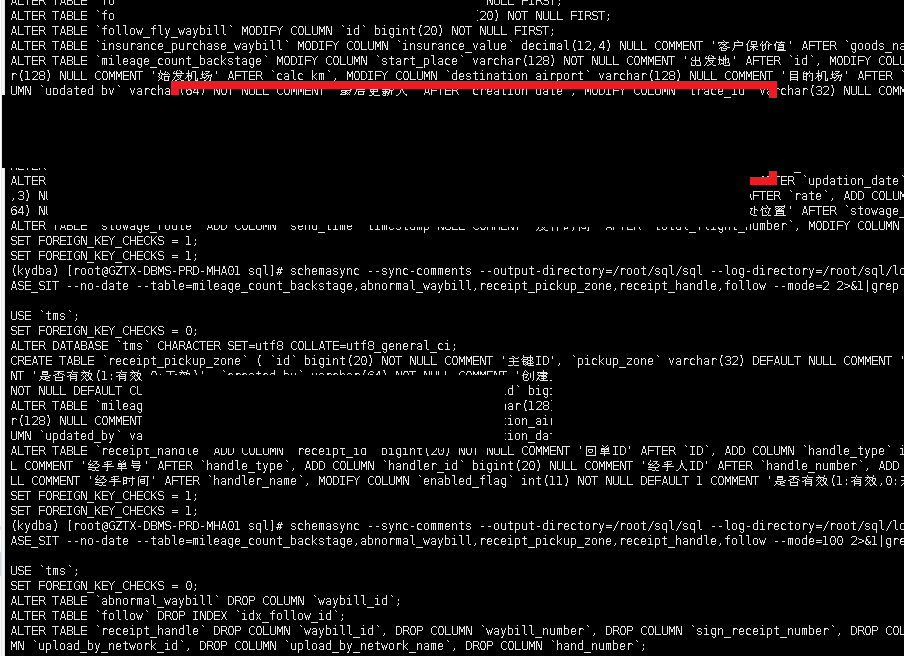 ALTER TABLE `fo NULL FIRST;
ALTER TABLE `fo (20) NOT NULL FIRST;
ALTER TABLE `follow_fly_waybill` MODIFY COLUMN `id` bigint(20) NOT NULL FIRST;
ALTER TABLE `insurance_purchase_waybill` MODIFY COLUMN `insurance_value` decimal(12,4) NULL COMMENT '客户保价值' AFTER `goods_na
ALTER TABLE `mileage_count_backstage` MODIFY COLUMN `start_place` varchar(128) NOT NULL '出发地' AFTER `id`, MODIFY COLUM
r(128) NULL COMMENT '始发机场' AFTER `calc_km`, MODIFY COLUMN `destination_airport` varchar(128) NULL COMMENT '目的机场' AFTER `
UMN `updated_by` varchar(64) NOT NULL COMMENT '最后更新人' AFTER `creation_date`, MODIFY COLUMN `trace_id` varchar(32) NULL COMM
ALTER TER `updation_date`
,3) NU AFTER `rate`, ADD COLUM
64) NU 处位置' AFTER `stowage_
ALTER TABLE `stowage_route` ADD COLUMN `send_time` timestamp NULL COMMENT AFTER `total_flight_number`, MODIFY COLUMN
SET FOREIGN_KEY_CHECKS = 1;
SET FOREIGN_KEY_CHECKS = 1;
(kydba) [root@GZTX-DBMS-PRD-MHA01 sql]# schemasync --sync-comments --output-directory=/root/sql/sql --log-directory=/root/sql/lo
ASE_SIT --no-date --table=mileage_count_backstage,abnormal_waybill,receipt_pickup_zone,receipt_handle,follow --mode=2 2>&1|grep
USE `tms`;
SET FOREIGN_KEY_CHECKS = 0;
ALTER DATABASE `tms` CHARACTER SET=utf8 COLLATE=utf8_general_ci;
CREATE TABLE `receipt_pickup_zone` ( `id` bigint(20) NOT NULL COMMENT '主键ID', `pickup_zone` varchar(32) DEFAULT NULL COMMENT '
NT '是否有效(1:有效,0:无效)', `created_by` varchar(64) NOT NULL COMMENT '创建
NOT NULL DEFAULT CU d` big
ALTER TABLE `mileag har(128
r(128) NULL COMMENT tion_ai
UMN `updated_by` va tion_da
ALTER TABLE `receipt_handle` ADD COLUMN `receipt_id` bigint(20) NOT NULL COMMENT '回单ID' AFTER `ID`, ADD COLUMN `handle_type` i
L COMMENT '经手单号' AFTER `handle_type`, ADD COLUMN `handler_id` bigint(20) NULL COMMENT '经手人ID' AFTER `handle_number`, ADD
LL COMMENT '经手时间' AFTER `handler_name`, MODIFY COLUMN `enabled_flag` int(11) NOT NULL DEFAULT 1 COMMENT '是否有效(1:有效,0:
SET FOREIGN_KEY_CHECKS = 1;
SET FOREIGN_KEY_CHECKS = 1;
(kydba) [root@GZTX-DBMS-PRD-MHA01 sql]# schemasync --sync-comments --output-directory=/root/sql/sql --log-directory=/root/sql/lo
ASE_SIT --no-date --table=mileage_count_backstage,abnormal_waybill,receipt_pickup_zone,receipt_handle,follow --mode=100 2>&1|gre
USE `tms`;
SET FOREIGN_KEY_CHECKS = 0;
ALTER TABLE `abnormal_waybill` DROP COLUMN `waybill_id`;
ALTER TABLE `follow` DROP INDEX `idx_follow_id`;
ALTER TABLE `receipt_handle` DROP COLUMN `waybill_id`, DROP COLUMN `waybill_number`, DROP COLUMN `sign_receipt_number`, DROP CO
MN `upload_by_network_id`, DROP COLUMN `upload_by_network_name`, DROP COLUMN `hand_number`;